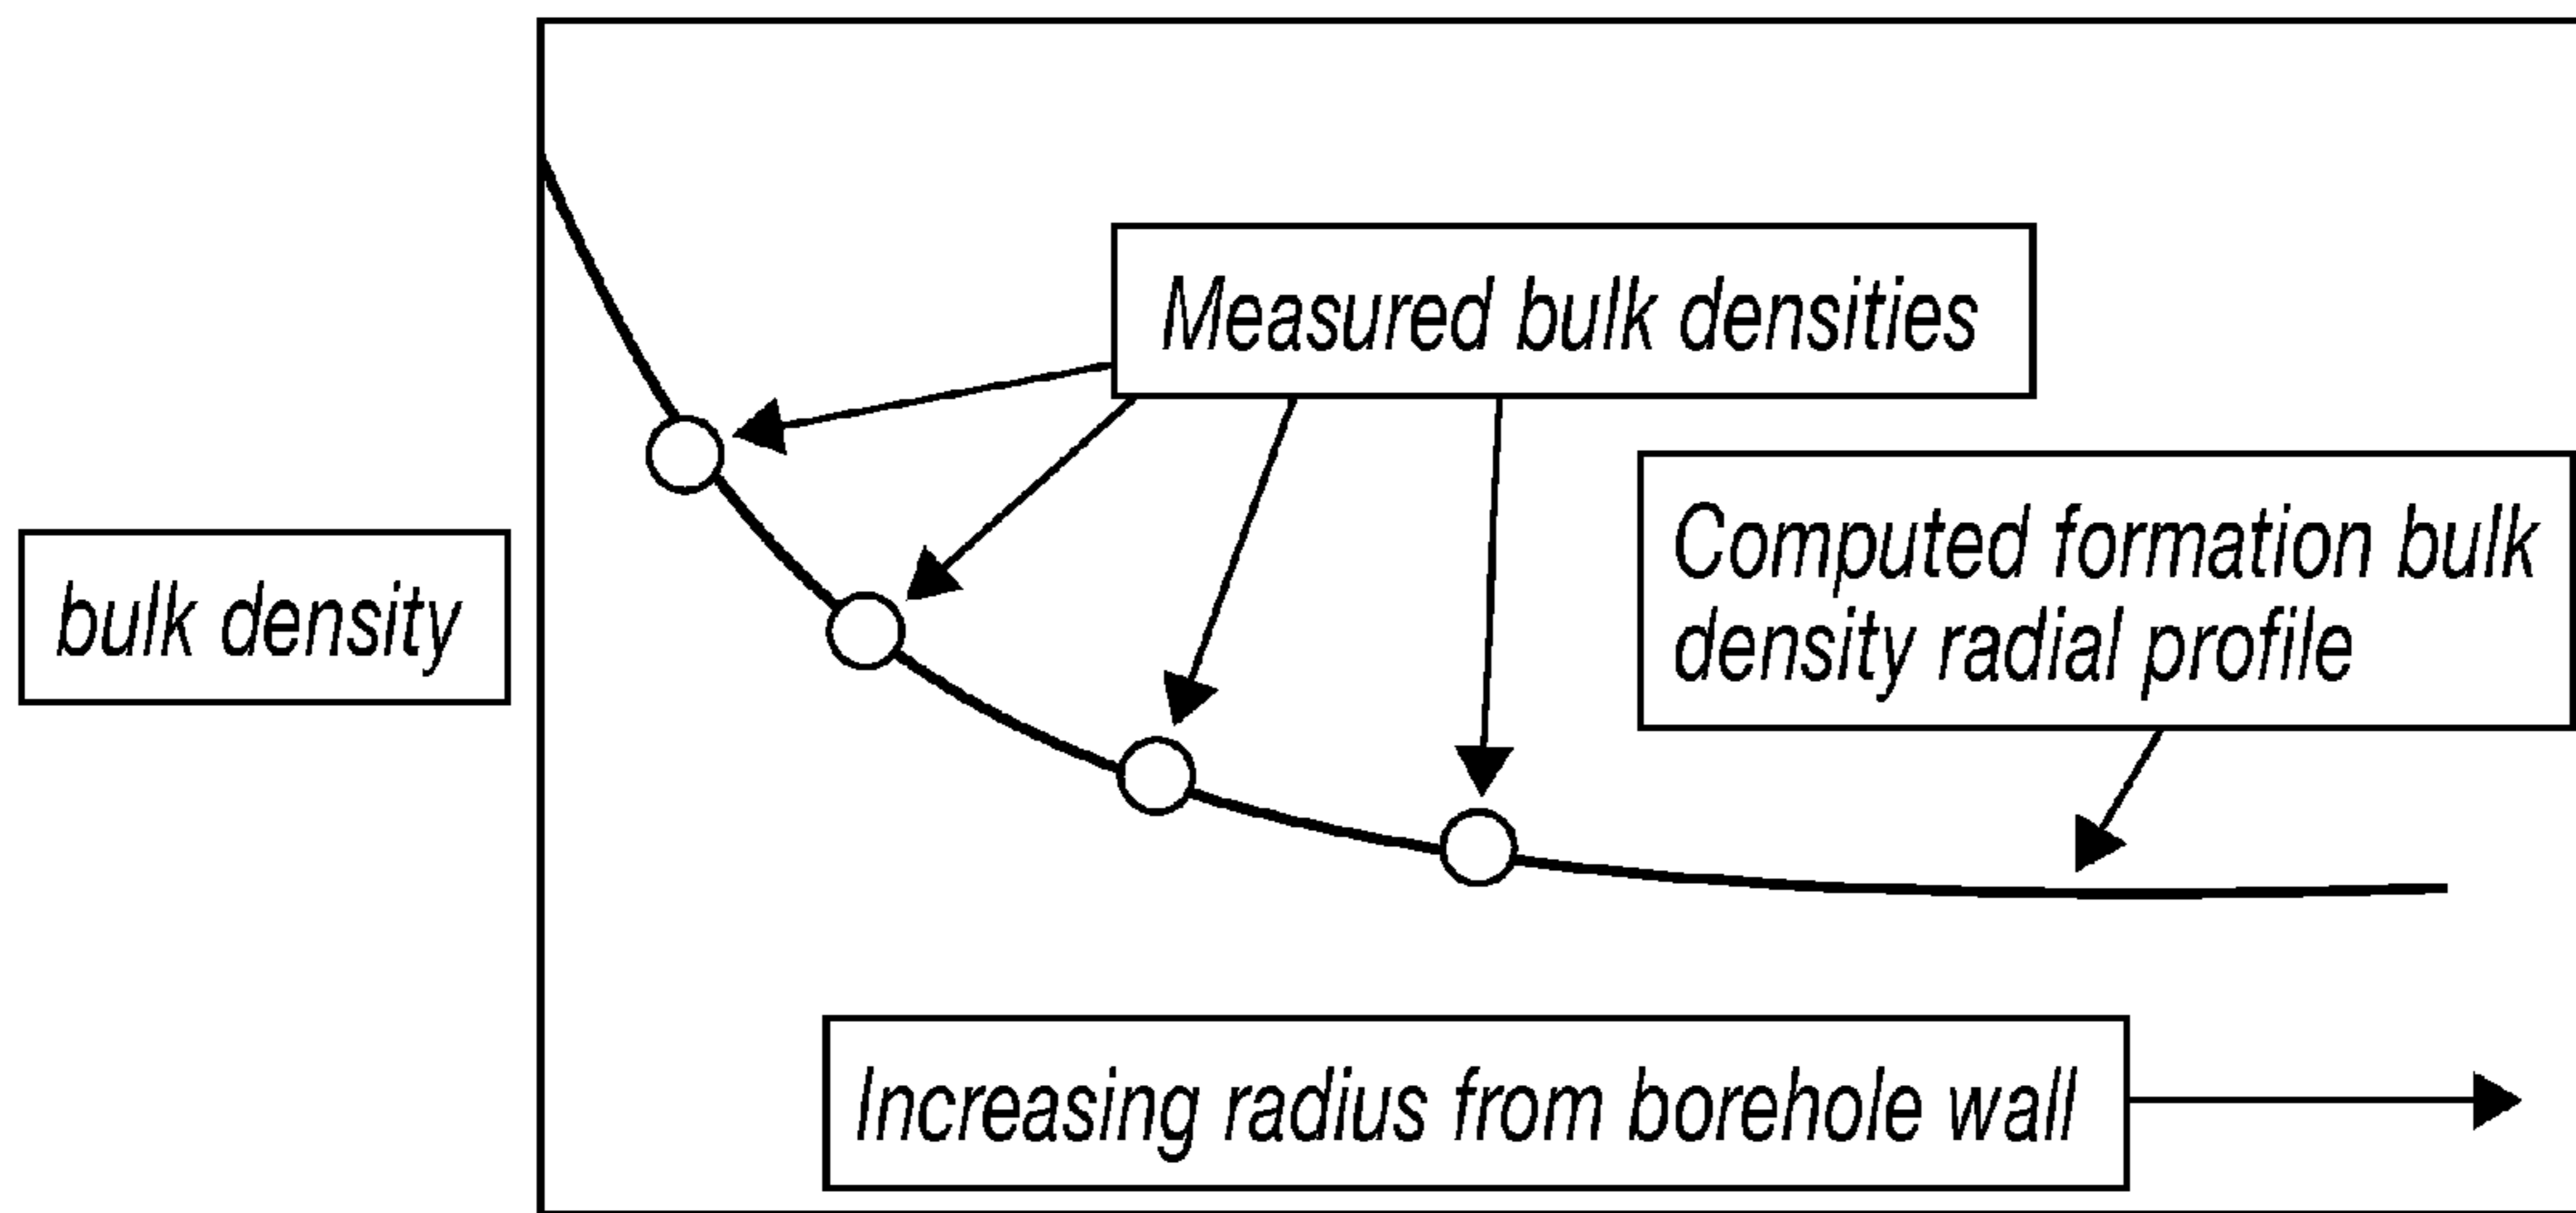 Measured bulk densities
Computed formation bulk
density radial profile
bulk density
Increasing radius from borehole wall